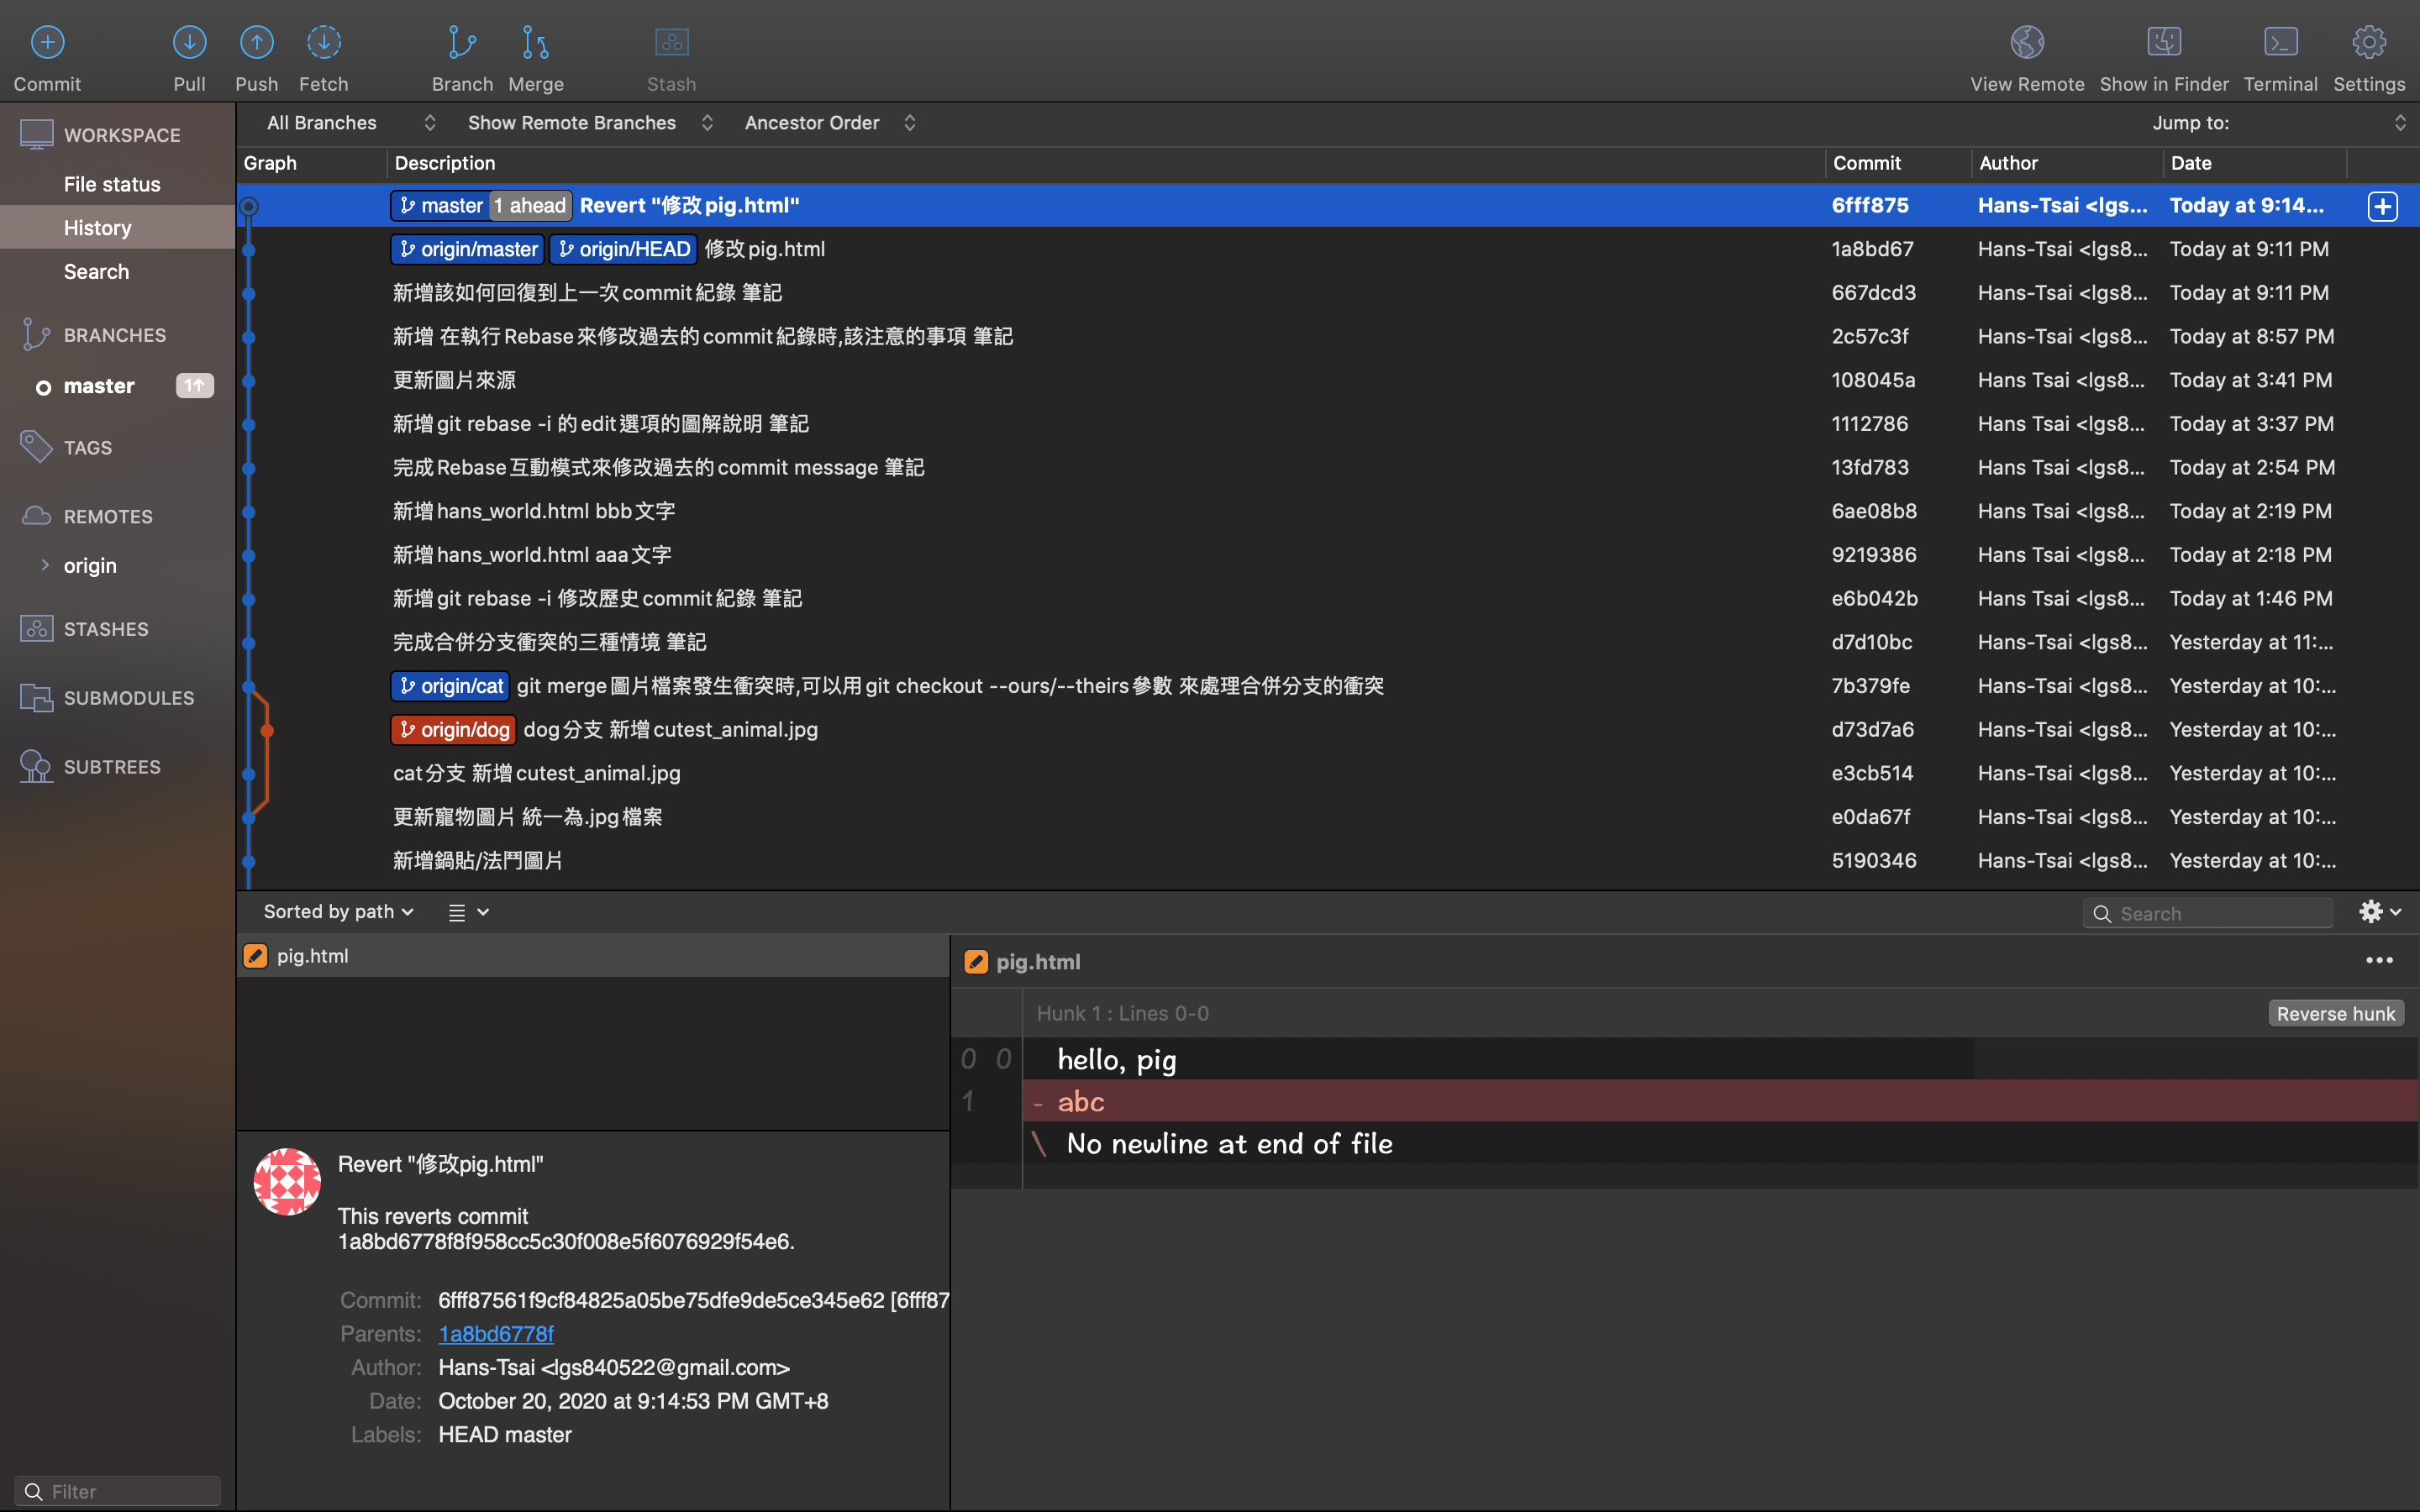 Commit Pull Push Fetch Branch Merge Stash View Remote Show in Finder Terminal Settings
WORKSPACE
File status
History
Search
BRANCHES
master 1↑
TAGS
REMOTES
origin
STASHES
SUBMODULES
SUBTREES
Filter
All Branches Show Remote Branches Ancestor Order Jump to:
Graph Description Commit Author Date
master 1 ahead Revert "修改pig.html" 6fff875 Hans-Tsai <lgs... Today at 9:14...
origin/master origin/HEAD 修改pig.html 1a8bd67 Hans-Tsai <lgs8... Today at 9:11 PM
新增該如何回復到上一次commit紀錄 筆記 667dcd3 Hans-Tsai <lgs8... Today at 9:11 PM
新增 在執行Rebase來修改過去的commit紀錄時,該注意的事項 筆記 2c57c3f Hans-Tsai <lgs8... Today at 8:57 PM
更新圖片來源 108045a Hans Tsai <lgs8... Today at 3:41 PM
新增git rebase -i 的edit選項的圖解說明 筆記 1112786 Hans Tsai <lgs8... Today at 3:37 PM
完成Rebase互動模式來修改過去的commit message 筆記 13fd783 Hans Tsai <lgs8... Today at 2:54 PM
新增hans_world.html bbb文字 6ae08b8 Hans Tsai <lgs8... Today at 2:19 PM
新增hans_world.html aaa文字 9219386 Hans Tsai <lgs8... Today at 2:18 PM
新增git rebase -i 修改歷史commit紀錄 筆記 e6b042b Hans Tsai <lgs8... Today at 1:46 PM
完成合併分支衝突的三種情境 筆記 d7d10bc Hans-Tsai <lgs8... Yesterday at 11:...
origin/cat git merge圖片檔案發生衝突時,可以用git checkout --ours/--theirs參數 來處理合併分支的衝突 7b379fe Hans-Tsai <lgs8... Yesterday at 10:...
origin/dog dog分支 新增cutest_animal.jpg d73d7a6 Hans-Tsai <lgs8... Yesterday at 10:...
cat分支 新增cutest_animal.jpg e3cb514 Hans-Tsai <lgs8... Yesterday at 10:...
更新寵物圖片 統一為.jpg檔案 e0da67f Hans-Tsai <lgs8... Yesterday at 10:...
新增鍋貼/法鬥圖片 5190346 Hans-Tsai <lgs8... Yesterday at 10:...
Sorted by path Search
pig.html
Revert "修改pig.html"
This reverts commit
1a8bd6778f8f958cc5c30f008e5f6076929f54e6.
Commit: 6fff87561f9cf84825a05be75dfe9de5ce345e62 [6fff87
Parents: 1a8bd6778f
Author: Hans-Tsai <lgs840522@gmail.com>
Date: October 20, 2020 at 9:14:53 PM GMT+8
Labels: HEAD master
pig.html
Hunk 1 : Lines 0-0 Reverse hunk
0 0 hello, pig
1 - abc
\ No newline at end of file